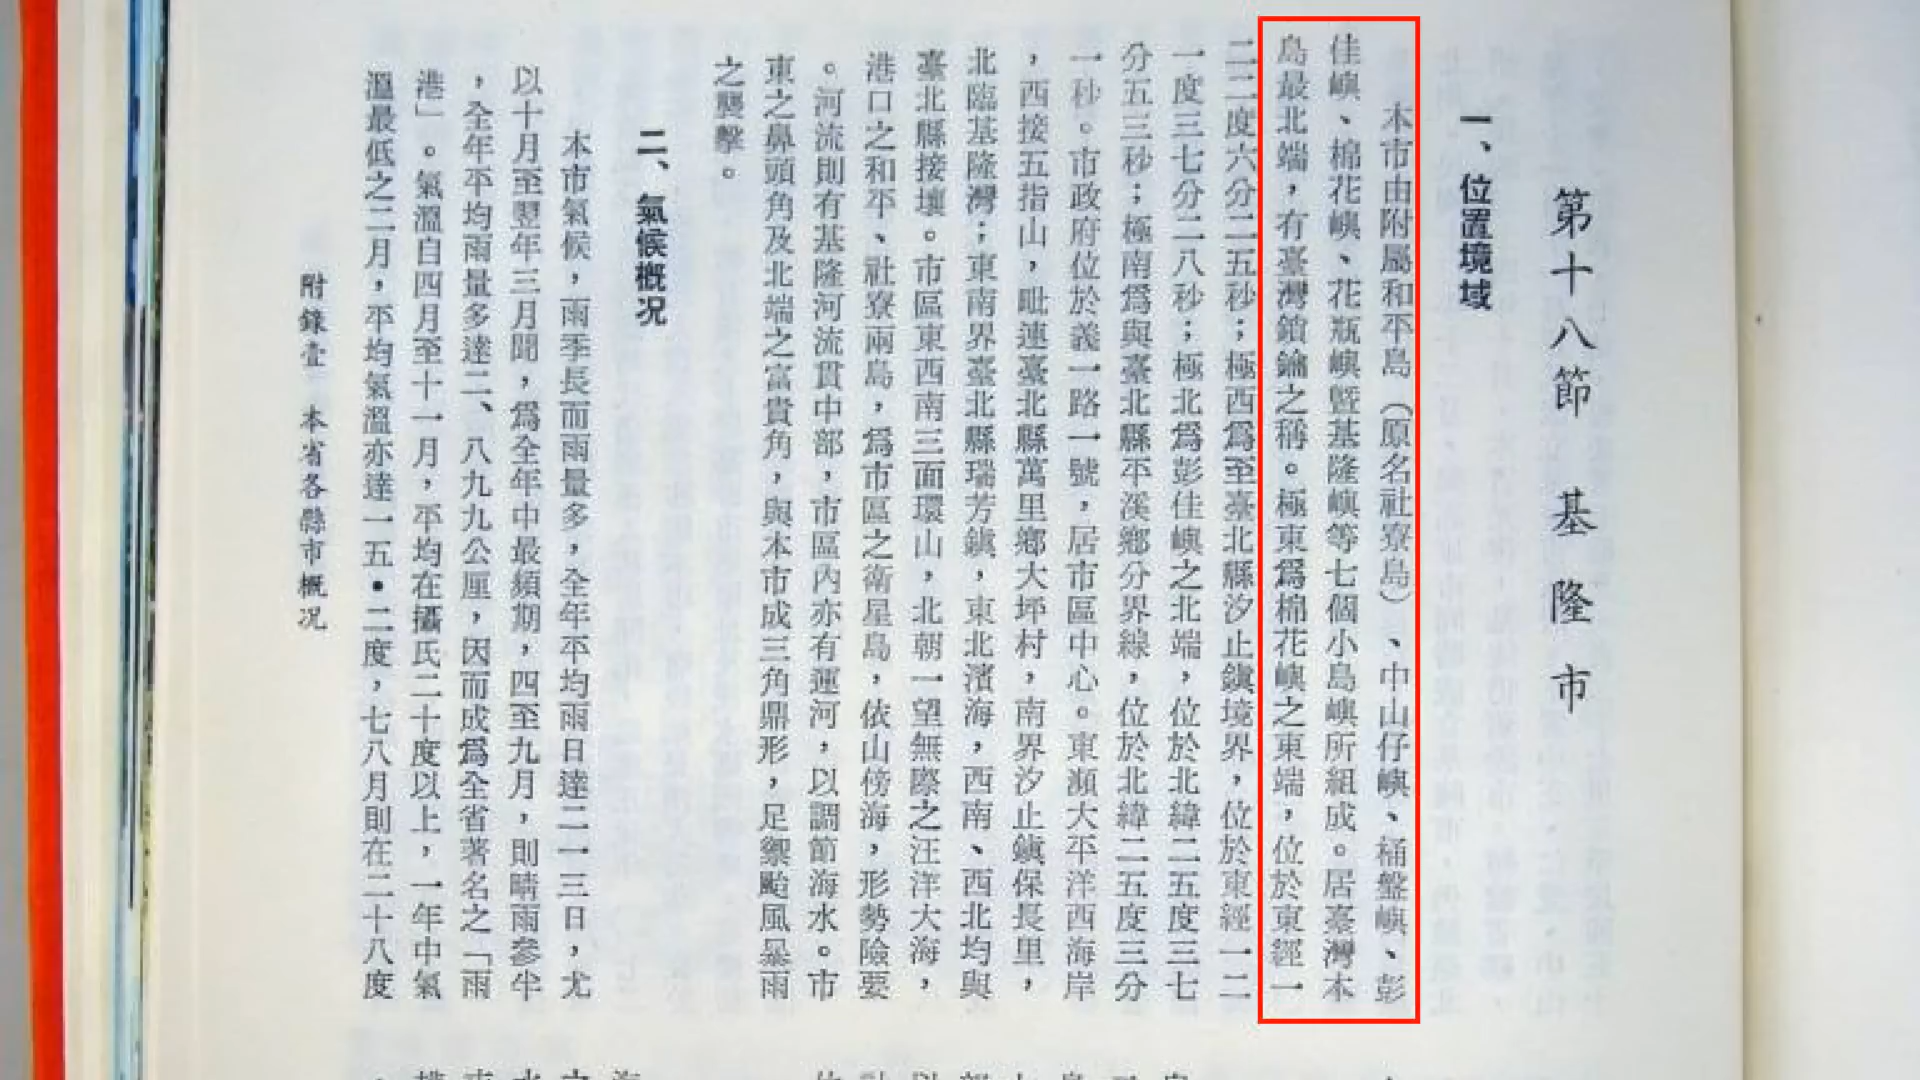 第十八節　基隆市
一、位置境域
本市由附屬和平島（原名社寮島）、中山仔嶼、桶盤嶼、彭
佳嶼、棉花嶼、花瓶嶼暨基隆嶼等七個小島嶼所組成。居臺灣本
島最北端，有臺灣鎖鑰之稱。極東爲棉花嶼之東端，位於東經一
二二度六分二五秒；極西爲至臺北縣汐止鎭境界，位於東經一二
一度三七分二八秒；極北爲彭佳嶼之北端，位於北緯二五度三七
分五三秒；極南爲與臺北縣平溪鄉分界線，位於北緯二五度三分
一秒。市政府位於義一路一號，居市區中心。東瀕大平洋西海岸
，西接五指山，毗連臺北縣萬里鄉大坪村，南界汐止鎭保長里，
北臨基隆灣；東南界臺北縣瑞芳鎭，東北濱海，西南、西北均與
臺北縣接壤。市區東西南三面環山，北朝一望無際之汪洋大海，
港口之和平、社寮兩島，爲市區之衛星島，依山傍海，形勢險要
。河流則有基隆河流貫中部，市區內亦有運河，以調節海水。市
東之鼻頭角及北端之富貴角，與本市成三角鼎形，足禦颱風暴雨
之襲擊。
二、氣候概況
本市氣候，雨季長而雨量多，全年平均雨日達二一三日，尤
以十月至翌年三月間，爲全年中最頻期，四至九月，則晴雨參半
，全年平均雨量多達二、八九九公厘，因而成爲全省著名之「雨
港」。氣溫自四月至十一月，平均在攝氏二十度以上，一年中氣
溫最低之二月，平均氣溫亦達一五•二度，七八月則在二十八度
附錄壹　本省各縣市概況